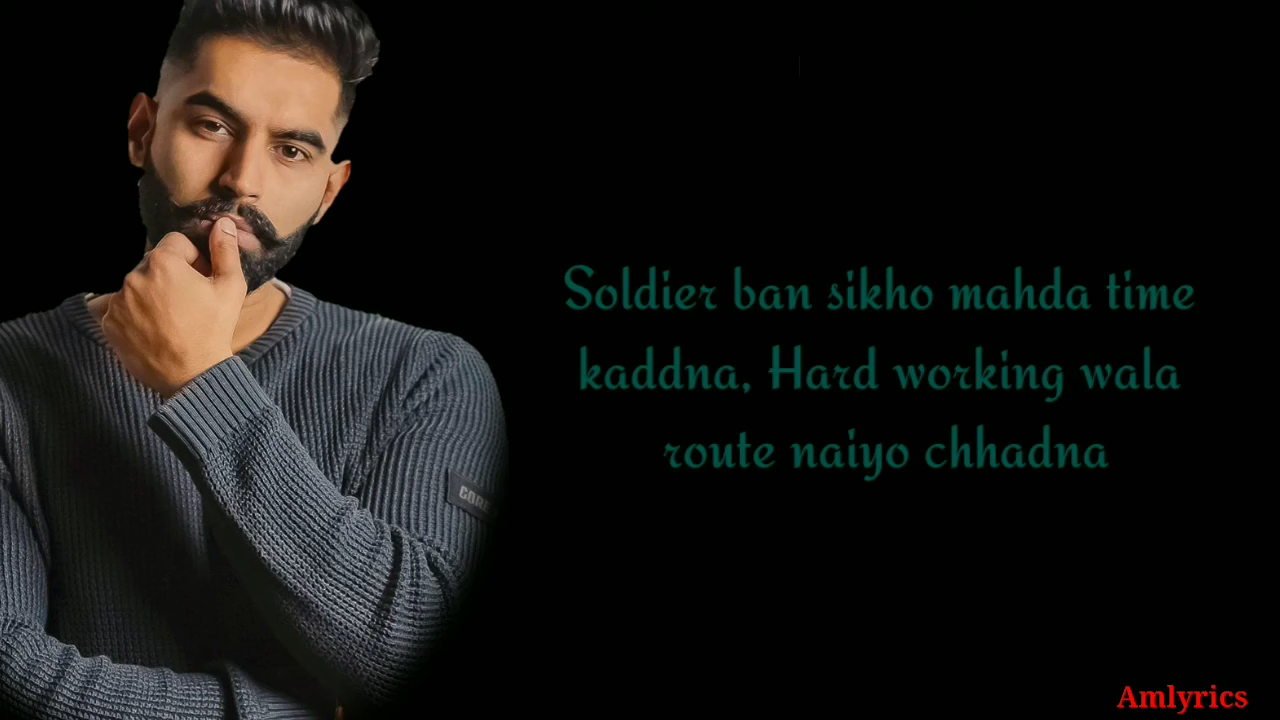 Soldier ban sikho mahda time
kaddna, Hard working wala
route naiyo chhadna
Amlyrics